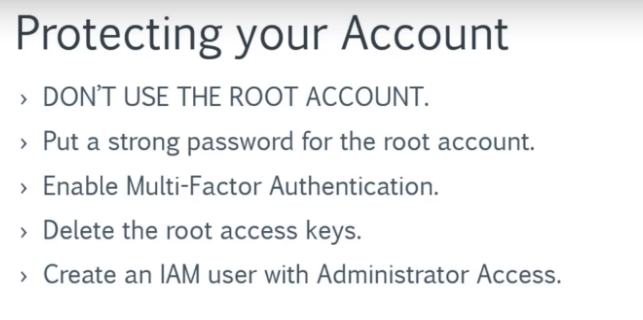 Protecting your Account
› DON’T USE THE ROOT ACCOUNT.
› Put a strong password for the root account.
› Enable Multi-Factor Authentication.
› Delete the root access keys.
› Create an IAM user with Administrator Access.